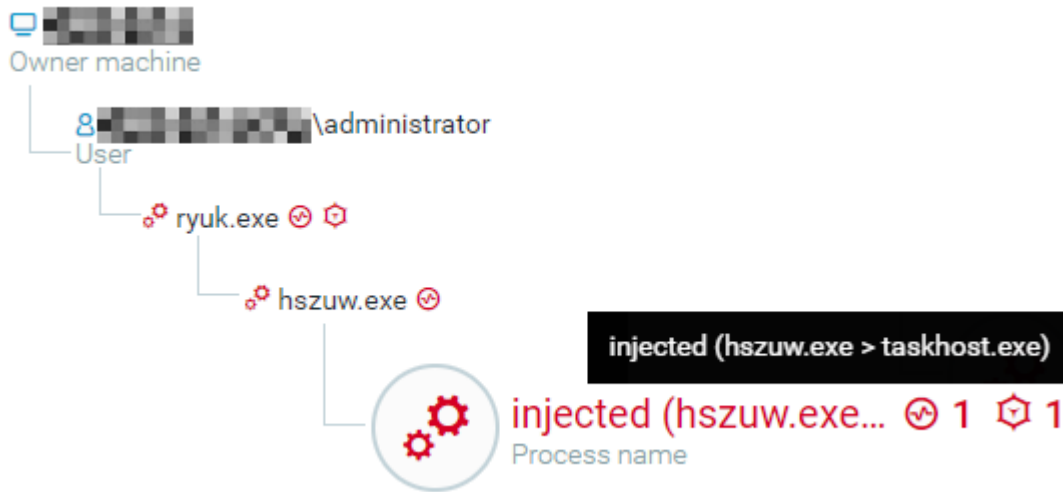 Owner machine
\administrator
User
ryuk.exe
hszuw.exe
injected (hszuw.exe > taskhost.exe)
injected (hszuw.exe... 1 1
Process name